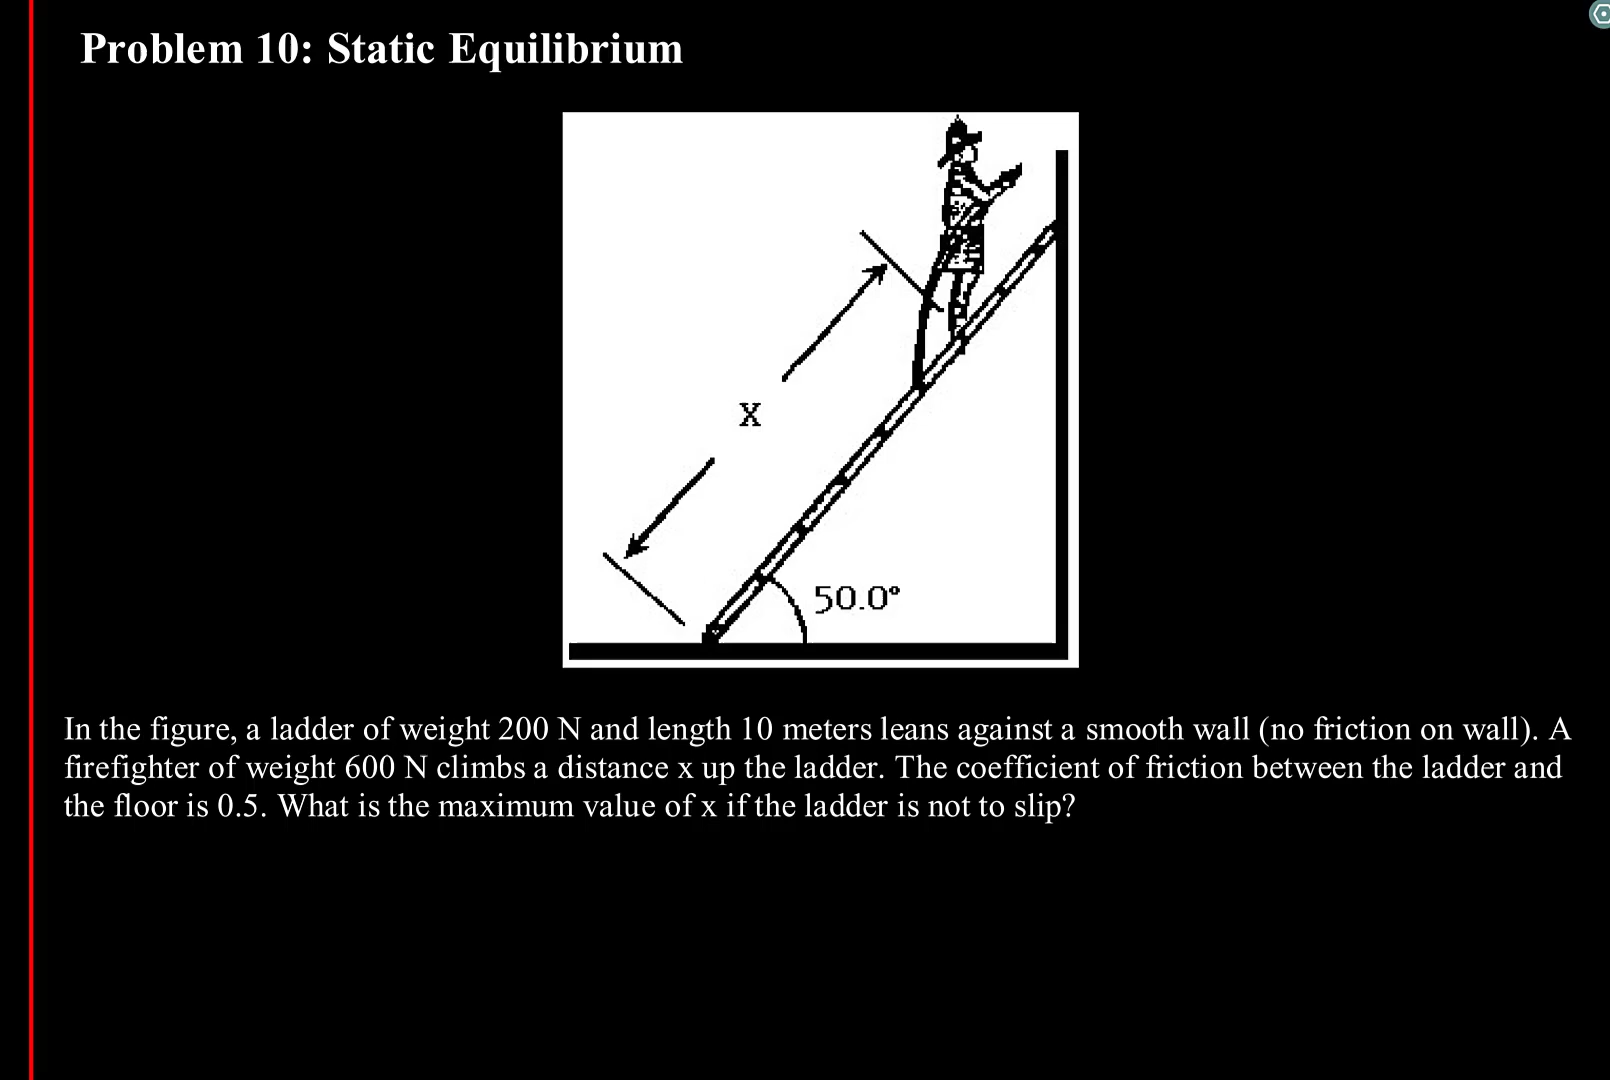 Problem 10: Static Equilibrium
X
50.0°
In the figure, a ladder of weight 200 N and length 10 meters leans against a smooth wall (no friction on wall). A
firefighter of weight 600 N climbs a distance x up the ladder. The coefficient of friction between the ladder and
the floor is 0.5. What is the maximum value of x if the ladder is not to slip?